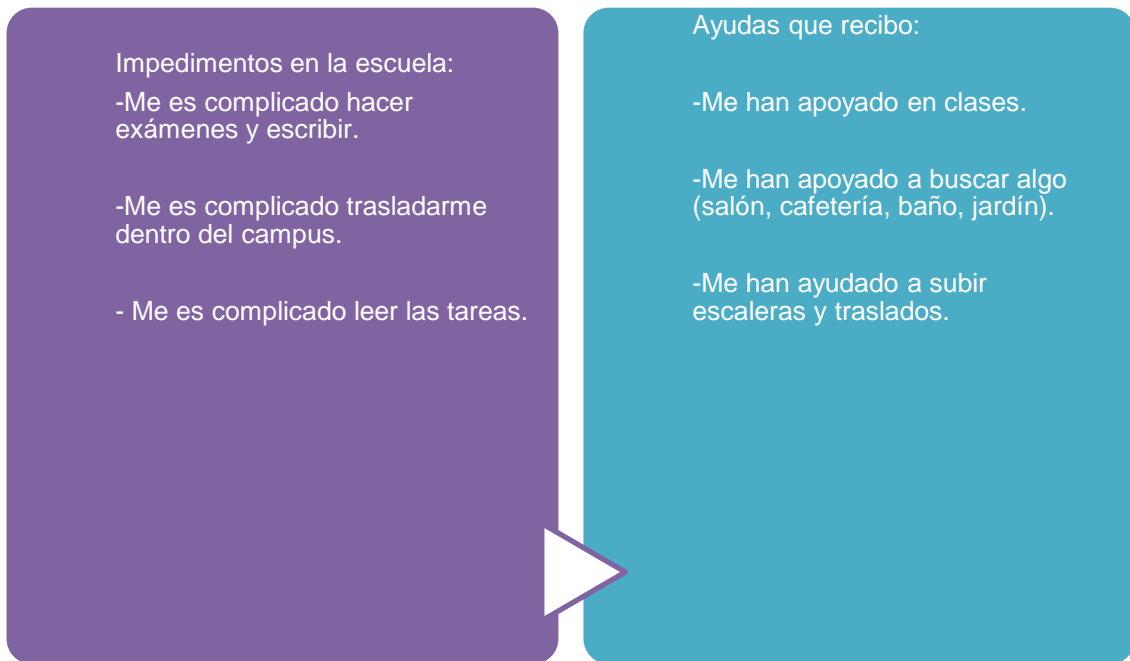 Impedimentos en la escuela:
-Me es complicado hacer
exámenes y escribir.
-Me es complicado trasladarme
dentro del campus.
- Me es complicado leer las tareas.
Ayudas que recibo:
-Me han apoyado en clases.
-Me han apoyado a buscar algo
(salón, cafetería, baño, jardín).
-Me han ayudado a subir
escaleras y traslados.